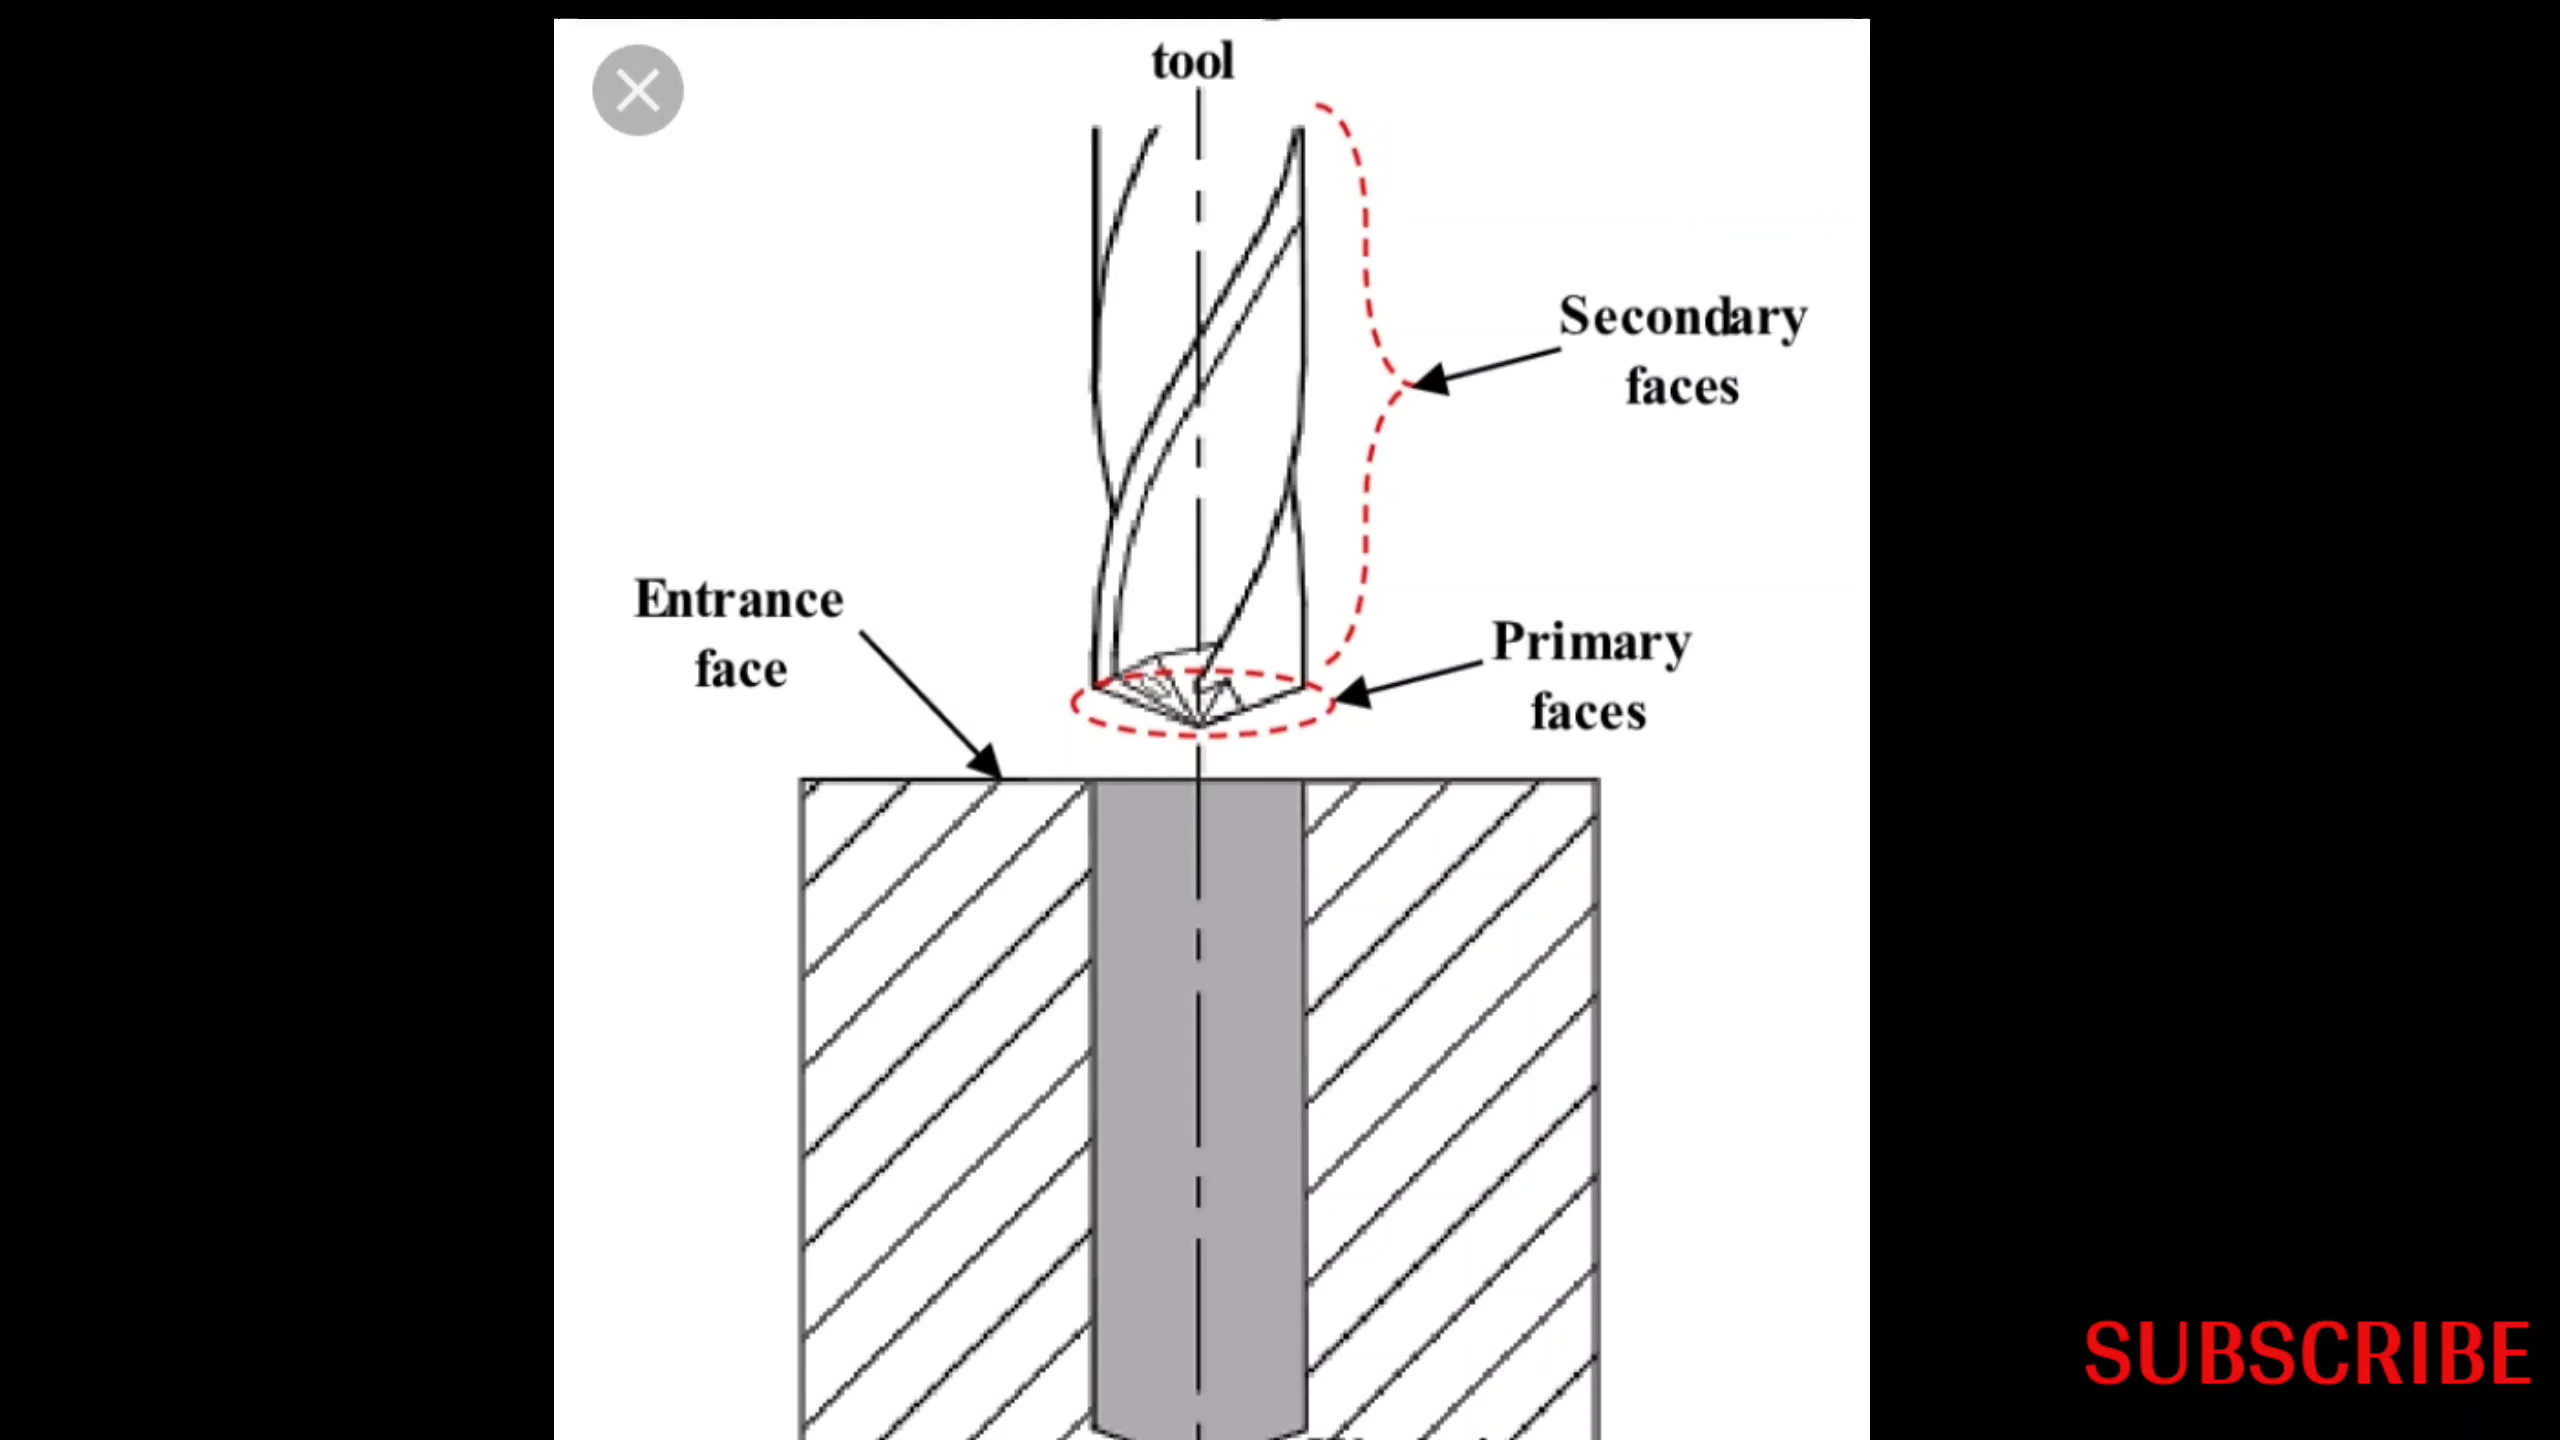 tool
Secondary
faces
Entrance
face
Primary
faces
SUBSCRIBE